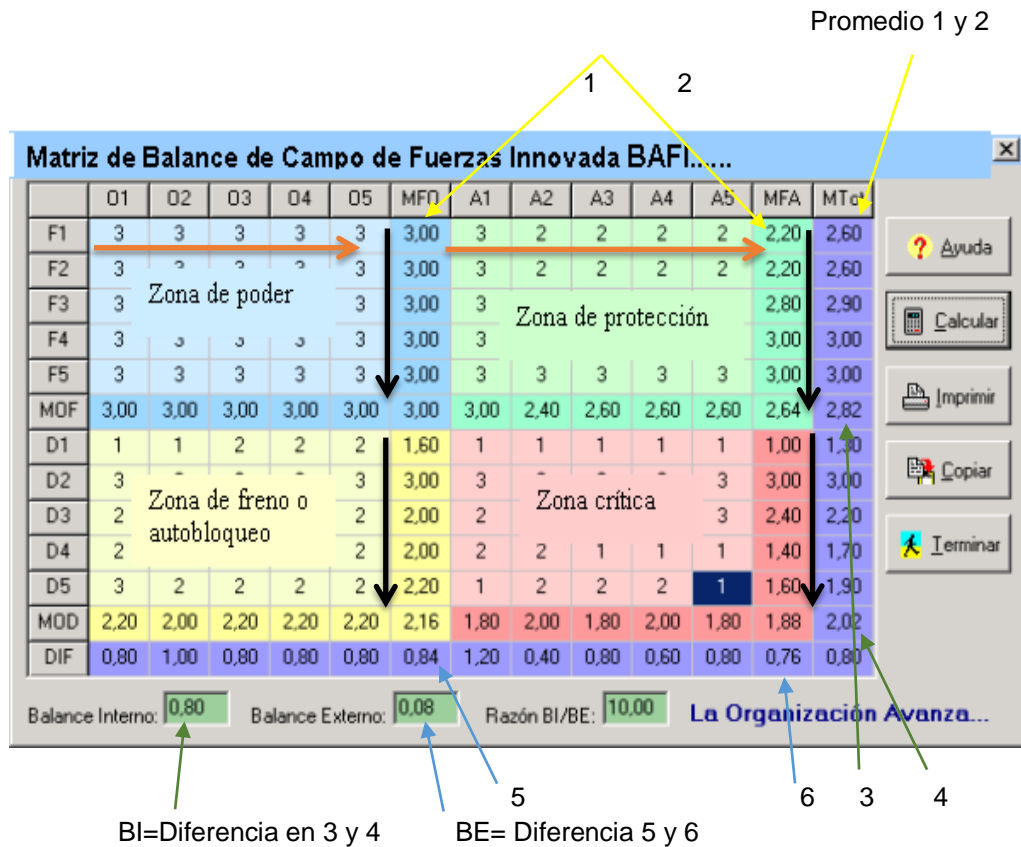 Promedio 1 y 2
1 2
Matriz de Balance de Campo de Fuerzas Innovada BAFI......
O1 O2 O3 O4 O5 MFO A1 A2 A3 A4 A5 MFA
F1 3 3 3 3 3 3,00 3 2 2 2 2 2,20 2,60
F2 3 3 3,00 3 2 2 2 2 2,20 2,60
F3 3 3 3,00 3 2,80 2,90
F4 3 3 3,00 3 3,00 3,00
F5 3 3 3 3 3 3,00 3 3 3 3 3 3,00 3,00
MOF 3,00 3,00 3,00 3,00 3,00 3,00 3,00 2,40 2,60 2,60 2,60 2,64 2,82
D1 1 1 2 2 2 1,60 1 1 1 1 1 1,00 1,30
D2 3 3 3,00 3 3 3,00 3,00
D3 2 2 2,00 2 3 2,40 2,20
D4 2 2 2,00 2 2 1 1 1 1,40 1,70
D5 3 2 2 2 2 2,20 1 2 2 2 1 1,60 1,90
MOD 2,20 2,00 2,20 2,20 2,20 2,16 1,80 2,00 1,80 2,00 1,80 1,88 2,02
DIF 0,80 1,00 0,80 0,80 0,80 0,84 1,20 0,40 0,80 0,60 0,80 0,76 0,80
Zona de poder
Zona de protección
Zona de freno o
autobloqueo
Zona crítica
Ayuda
Calcular
Imprimir
Copiar
Terminar
Balance Interno: 0,80 Balance Externo: 0,08 Razón BI/BE: 10,00 La Organización Avanza...
5 6 3 4
BI=Diferencia en 3 y 4 BE= Diferencia 5 y 6